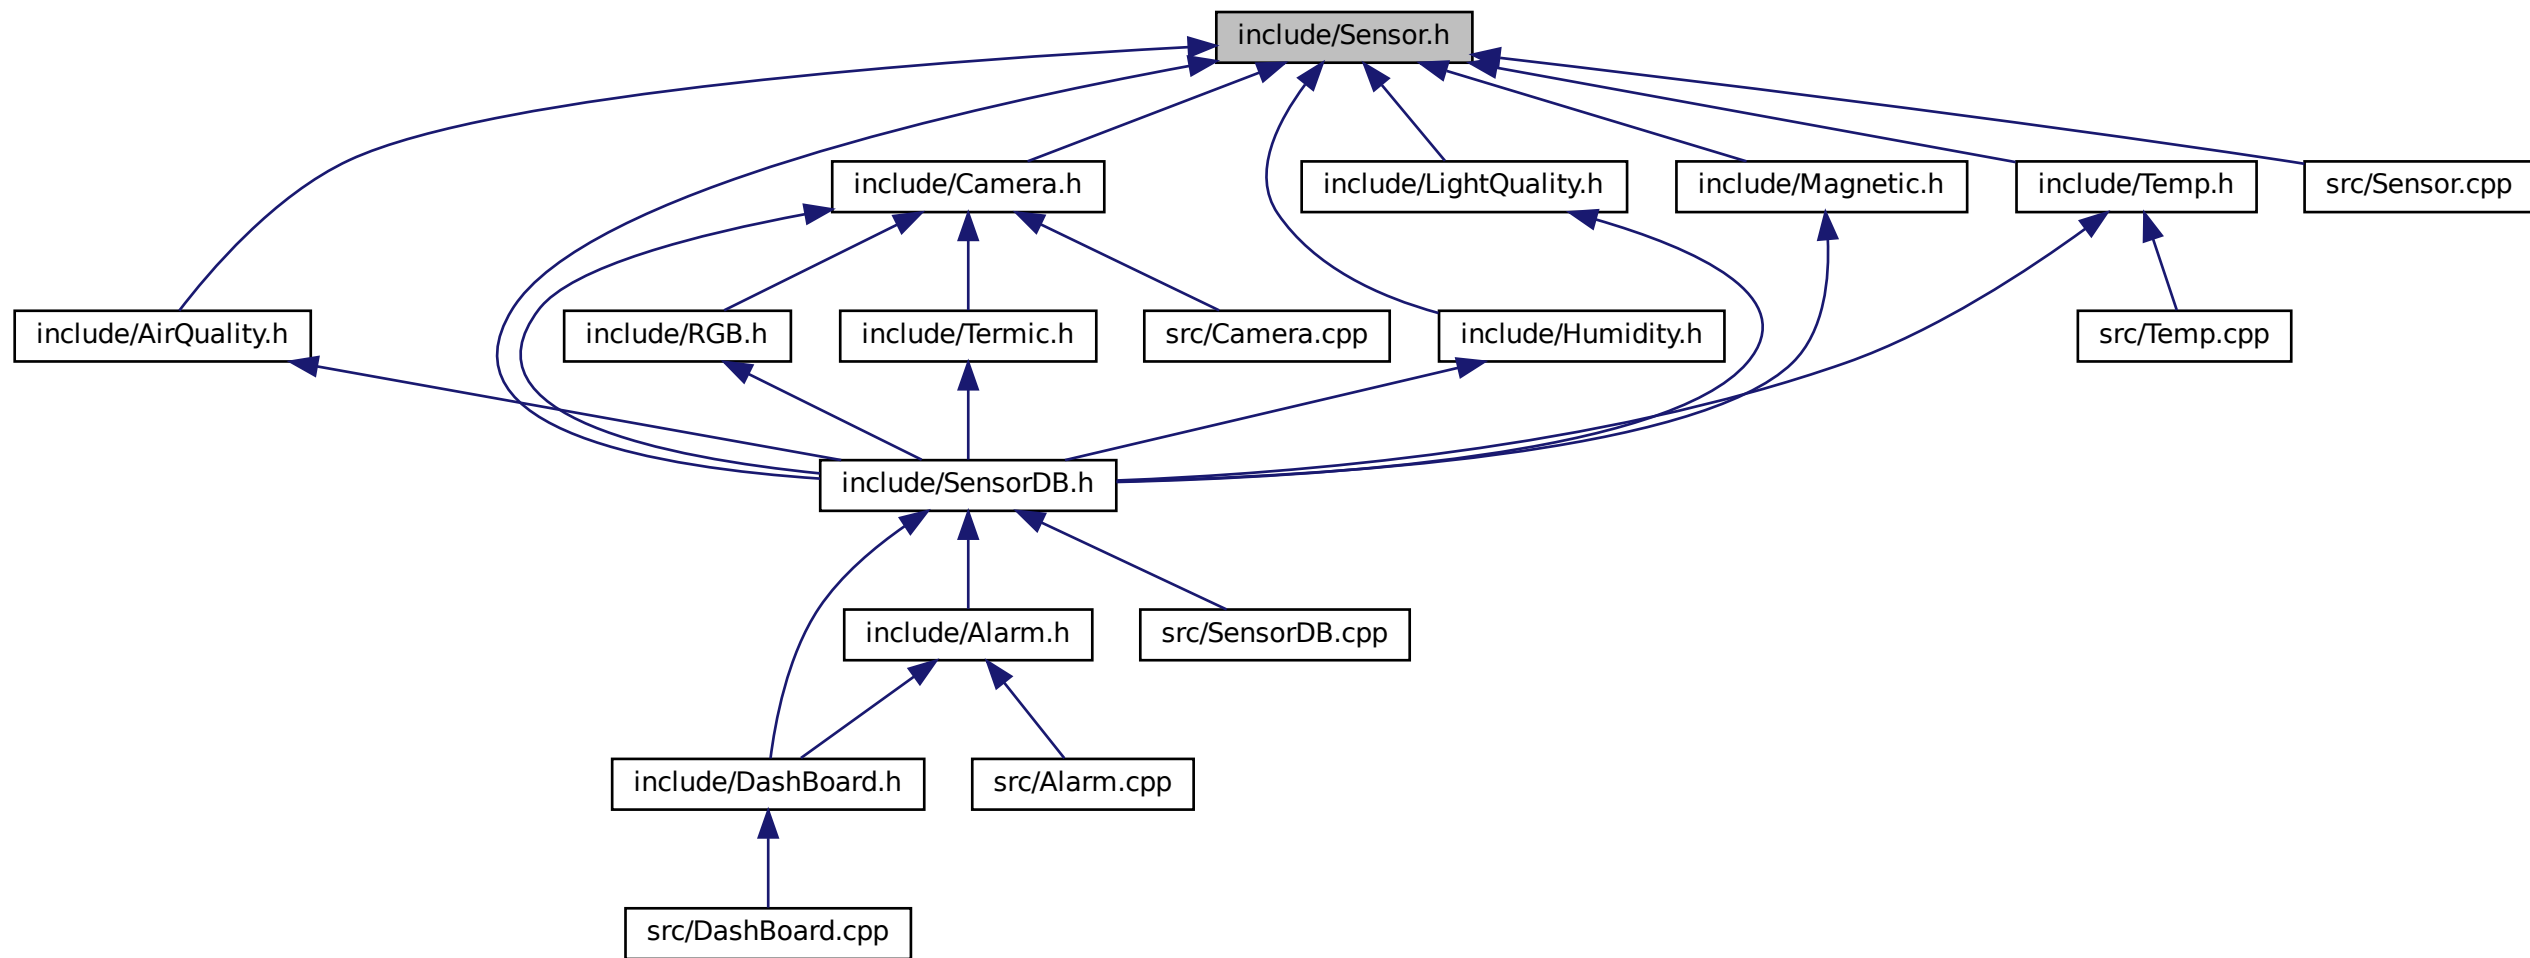 include/Sensor.h
include/Camera.h
include/LightQuality.h
include/Magnetic.h
include/Temp.h
src/Sensor.cpp
include/AirQuality.h
include/RGB.h
include/Termic.h
src/Camera.cpp
include/Humidity.h
src/Temp.cpp
include/SensorDB.h
include/Alarm.h
src/SensorDB.cpp
include/DashBoard.h
src/Alarm.cpp
src/DashBoard.cpp